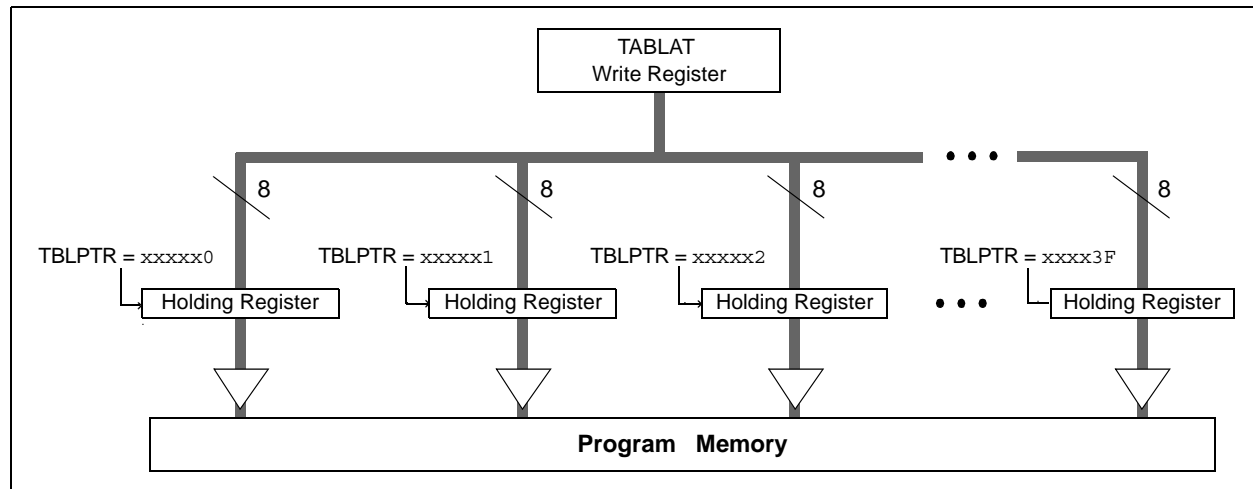 TABLAT
Write Register
• • •
8 8 8 8
TBLPTR = xxxxx0 TBLPTR = xxxxx1 TBLPTR = xxxxx2 TBLPTR = xxxx3F
Holding Register Holding Register Holding Register • • • Holding Register
Program Memory